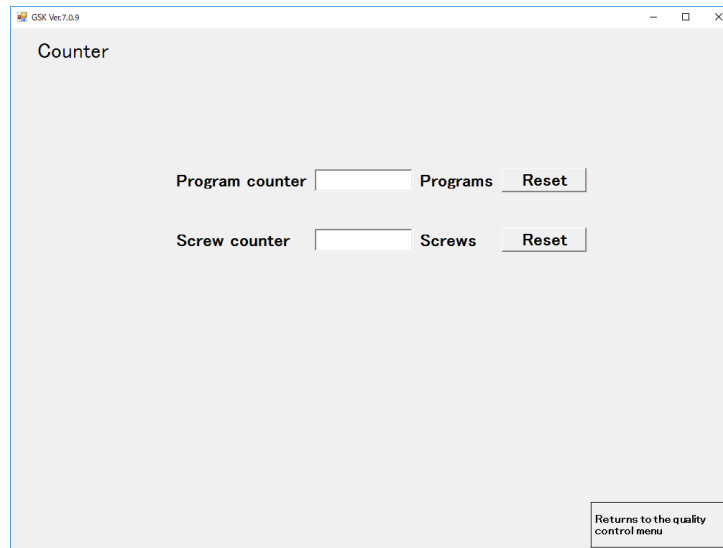 GSK Ver.7.0.9
Counter
Program counter Programs Reset
Screw counter Screws Reset
Returns to the quality
control menu